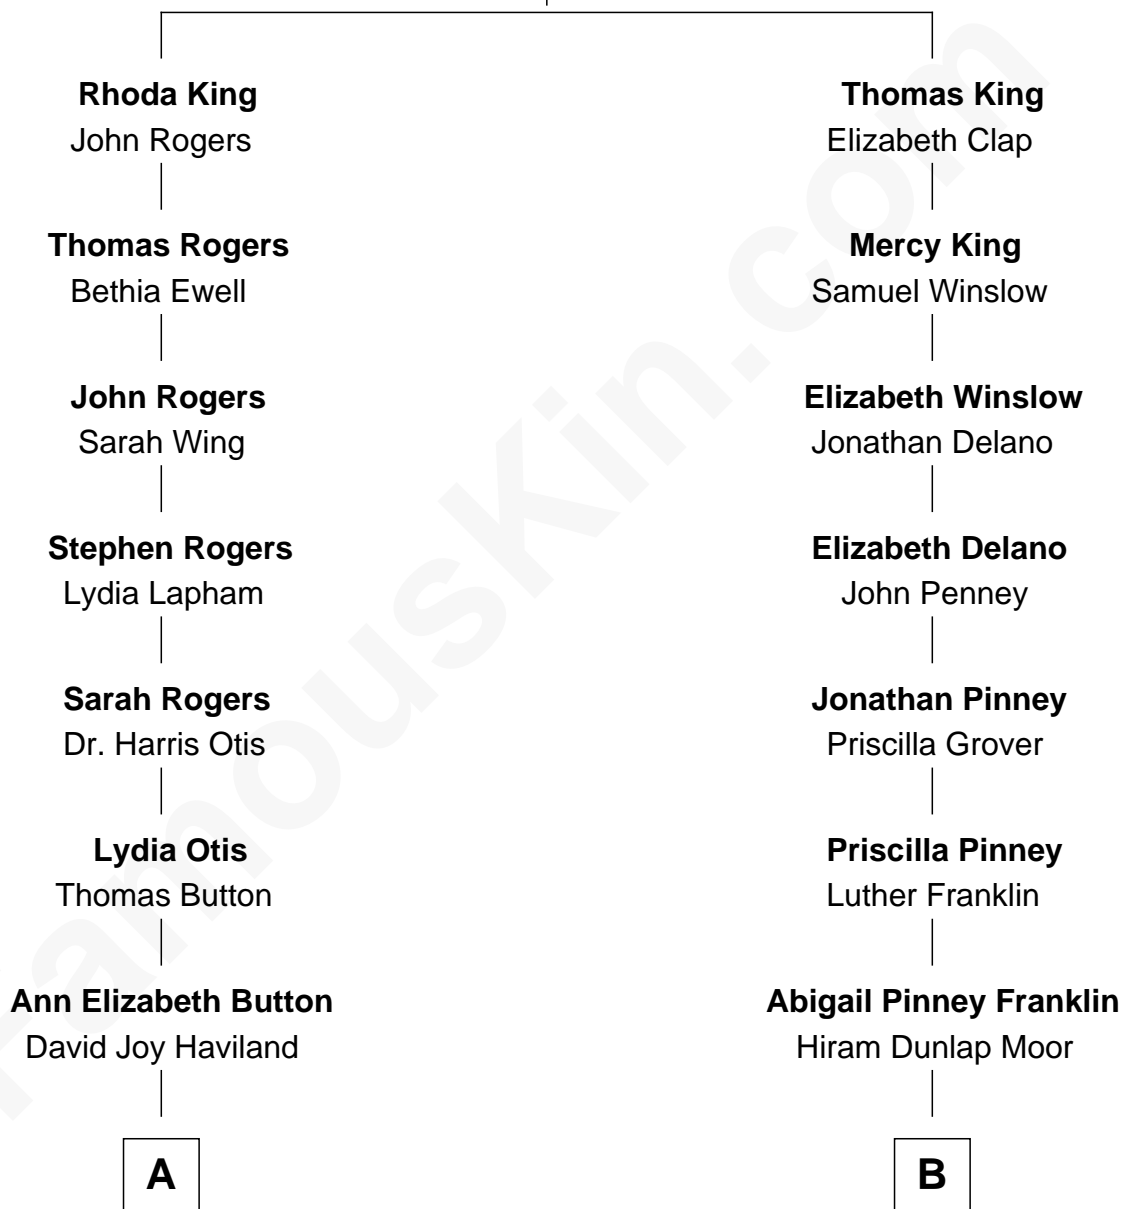 Rhoda King
John Rogers
Thomas Rogers
Bethia Ewell
John Rogers
Sarah Wing
Stephen Rogers
Lydia Lapham
Sarah Rogers
Dr. Harris Otis
Lydia Otis
Thomas Button
Ann Elizabeth Button
David Joy Haviland
A
Thomas King
Elizabeth Clap
Mercy King
Samuel Winslow
Elizabeth Winslow
Jonathan Delano
Elizabeth Delano
John Penney
Jonathan Pinney
Priscilla Grover
Priscilla Pinney
Luther Franklin
Abigail Pinney Franklin
Hiram Dunlap Moor
B
FamousKin.com